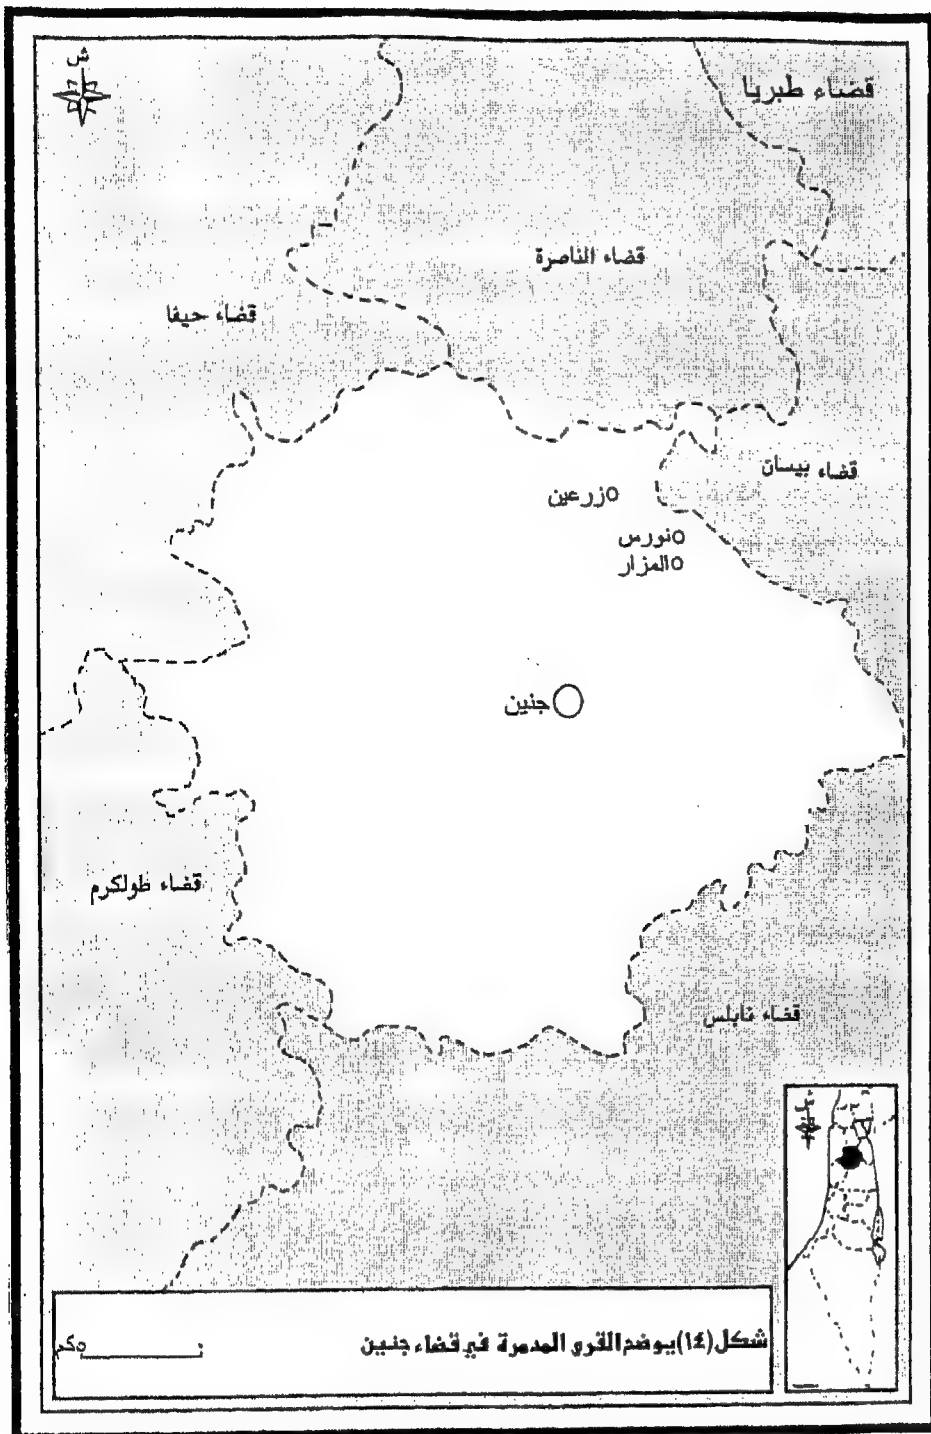 ش
قضاء طبريا
قضاء الناصرة
قضاء حيفا
قضاء بيسان
زرعين
نورس
المزار
جنين
قضاء طولكرم
قضاء نابلس
ش
شكل (١٤) يوضح القرى المدمرة في قضاء جنين
٠ ٥كم